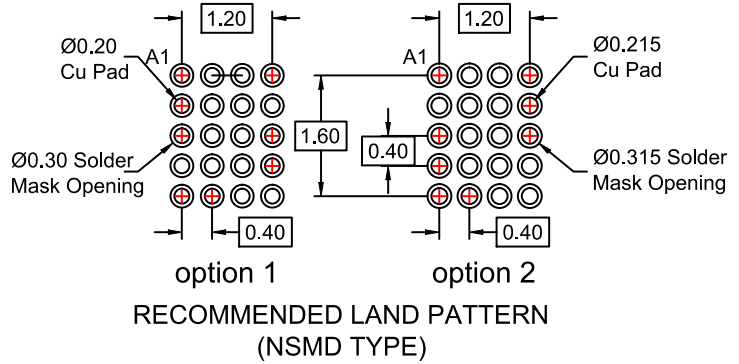 1.20
Ø0.20
Cu Pad
A1
Ø0.30 Solder
Mask Opening
0.40
option 1
1.20
A1
Ø0.215
Cu Pad
1.60
0.40
Ø0.315 Solder
Mask Opening
0.40
option 2
RECOMMENDED LAND PATTERN
(NSMD TYPE)